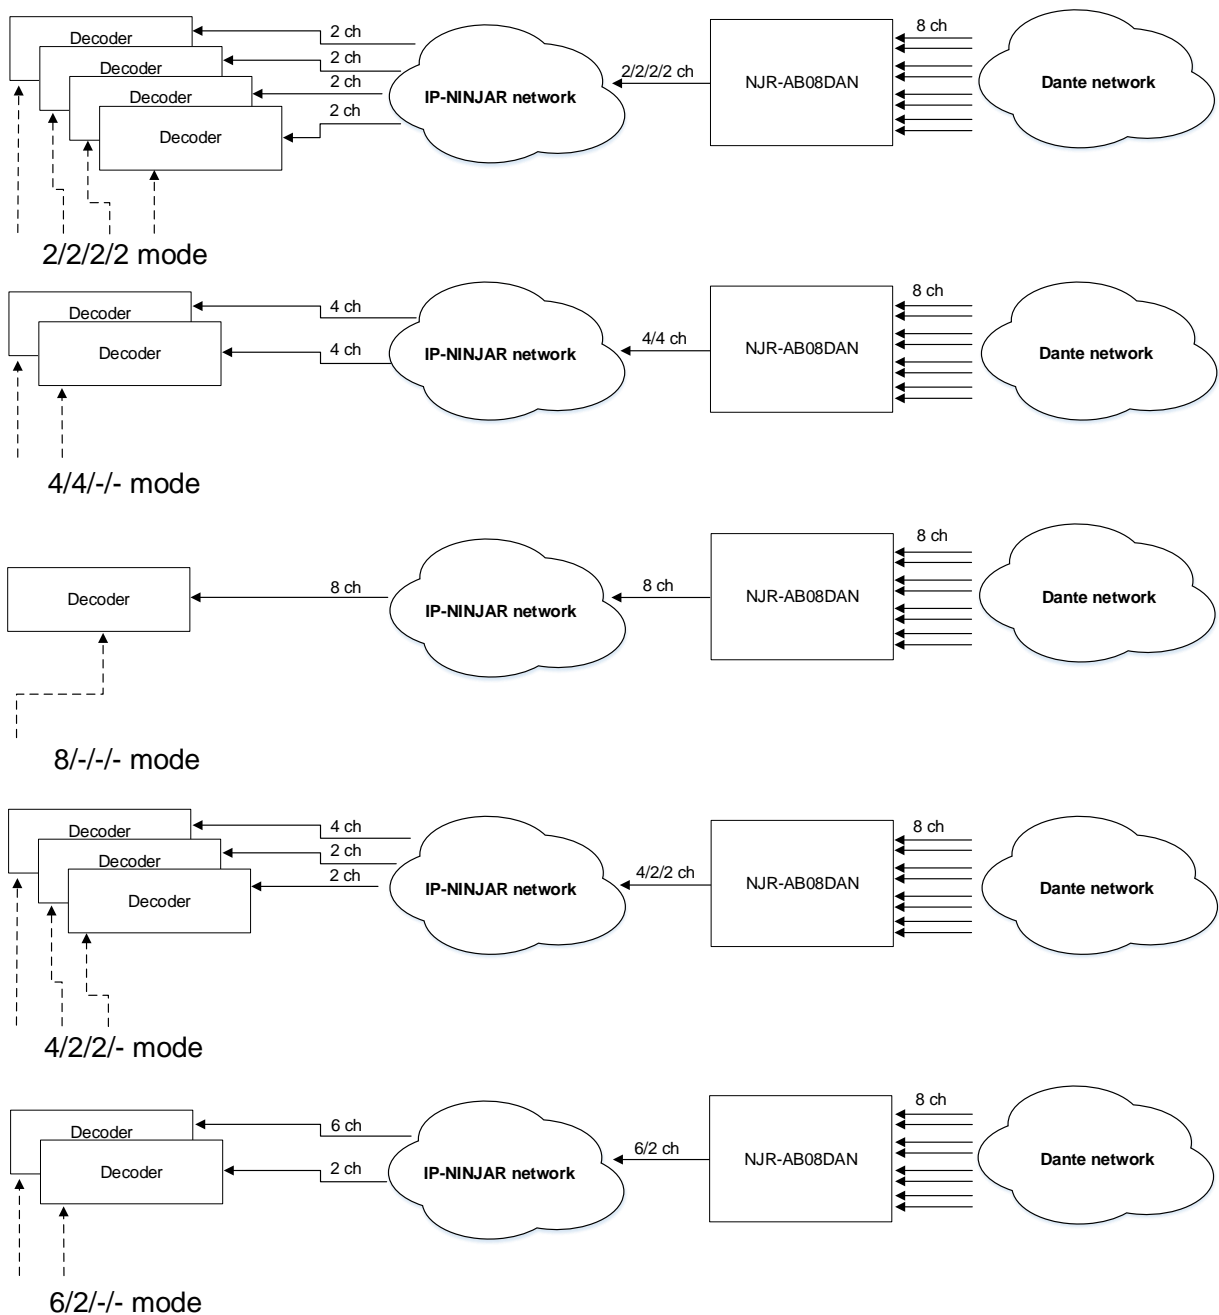 Decoder
Decoder
Decoder
Decoder
2 ch
2 ch
2 ch
2 ch
IP-NINJAR network
2/2/2/2 ch
NJR-AB08DAN
8 ch
Dante network
2/2/2/2 mode
Decoder
Decoder
4 ch
4 ch
IP-NINJAR network
4/4 ch
NJR-AB08DAN
8 ch
Dante network
4/4/-/- mode
Decoder
8 ch
IP-NINJAR network
8 ch
NJR-AB08DAN
8 ch
Dante network
8/-/-/- mode
Decoder
Decoder
Decoder
4 ch
2 ch
2 ch
IP-NINJAR network
4/2/2 ch
NJR-AB08DAN
8 ch
Dante network
4/2/2/- mode
Decoder
Decoder
6 ch
2 ch
IP-NINJAR network
6/2 ch
NJR-AB08DAN
8 ch
Dante network
6/2/-/- mode